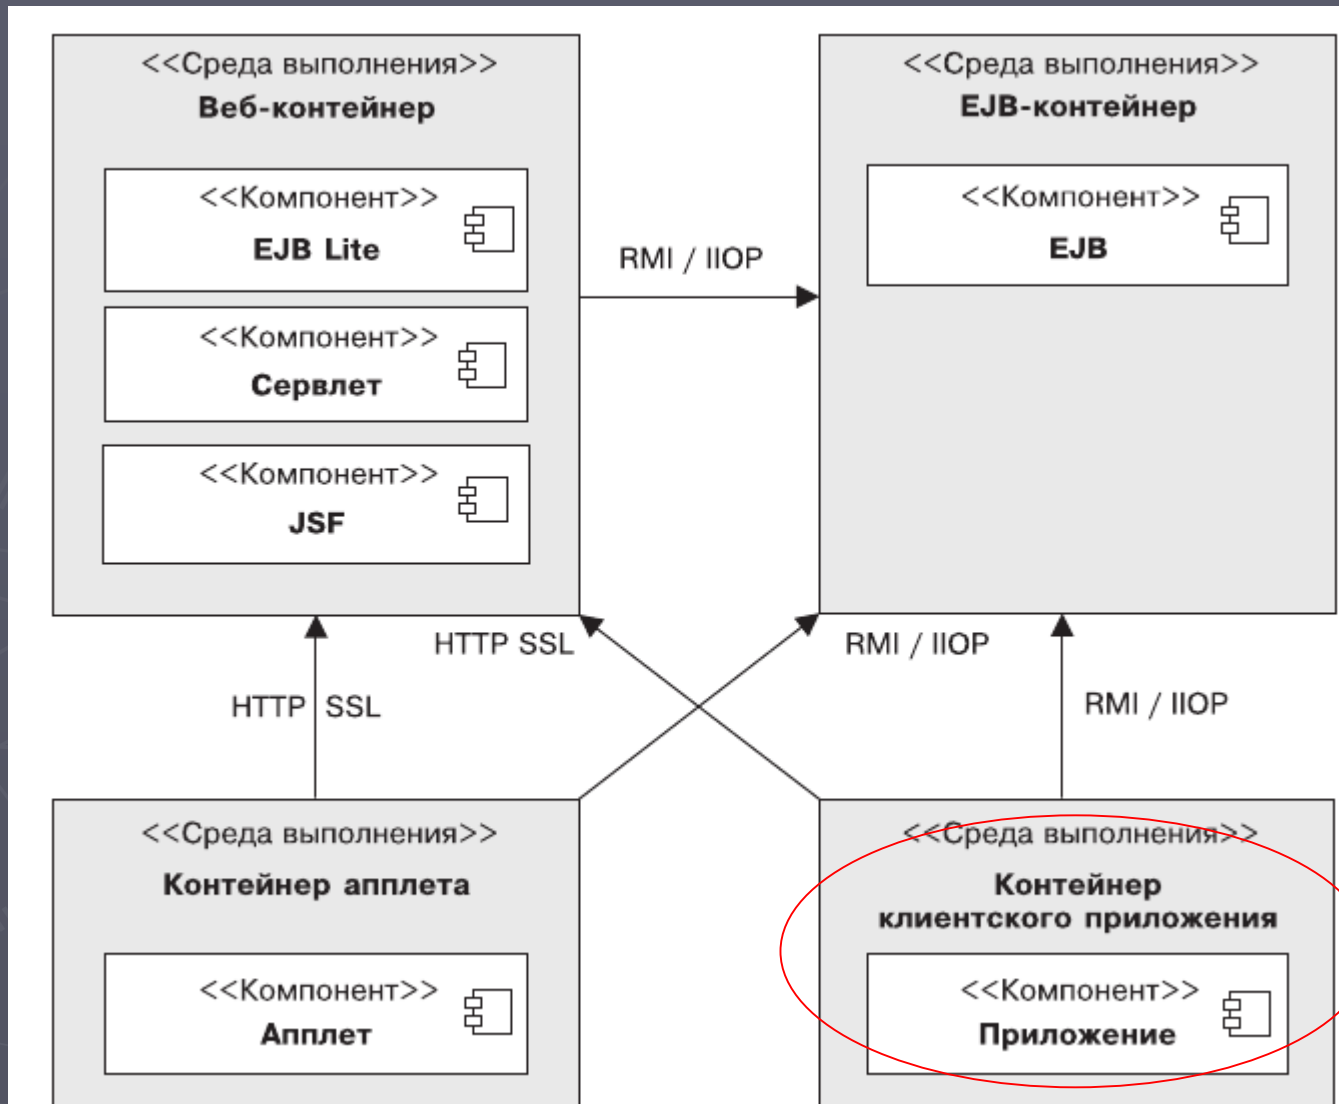 <<Среда выполнения>>
Веб-контейнер
<<Компонент>>
EJB Lite
<<Компонент>>
Сервлет
<<Компонент>>
JSF
RMI / IIOP
<<Среда выполнения>>
EJB-контейнер
<<Компонент>>
EJB
HTTP SSL
HTTP SSL
RMI / IIOP
RMI / IIOP
<<Среда выполнения>>
Контейнер апплета
<<Компонент>>
Апплет
<<Среда выполнения>>
Контейнер
клиентского приложения
<<Компонент>>
Приложение